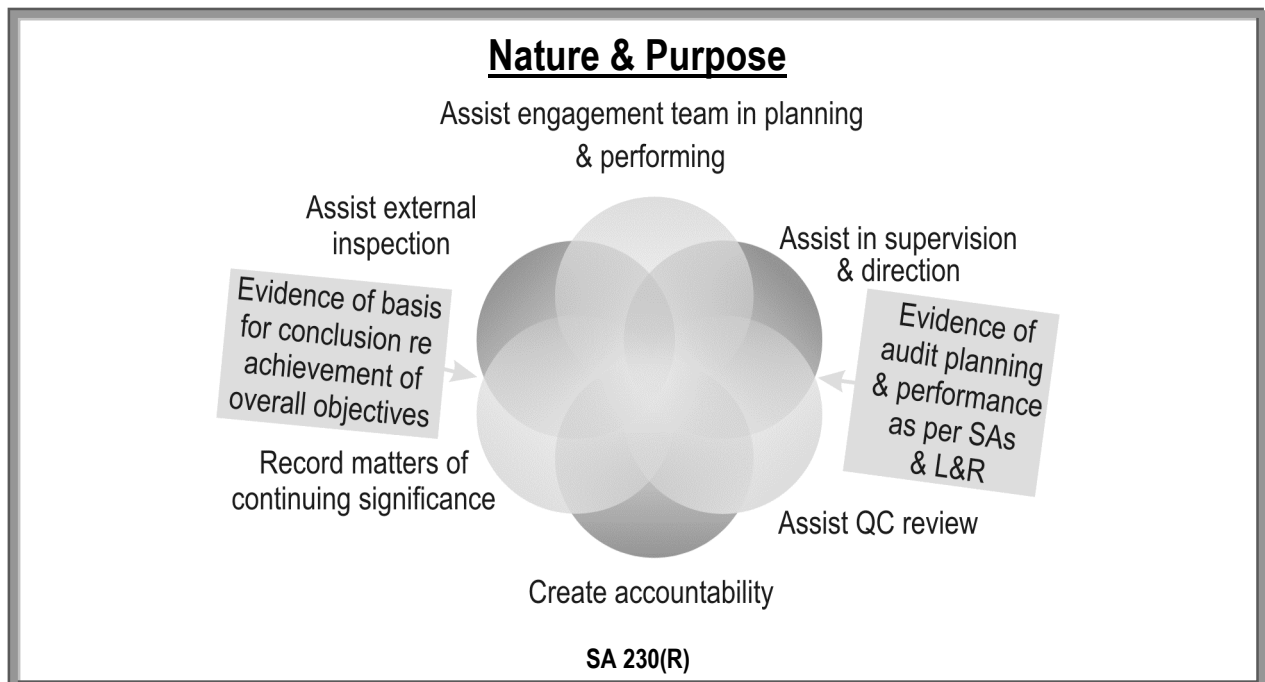 Nature & Purpose
Assist engagement team in planning
& performing
Assist external
inspection
Assist in supervision
& direction
Evidence of basis
for conclusion re
achievement of
overall objectives
Evidence of
audit planning
& performance
as per SAs
& L&R
Record matters of
continuing significance
Assist QC review
Create accountability
SA 230(R)